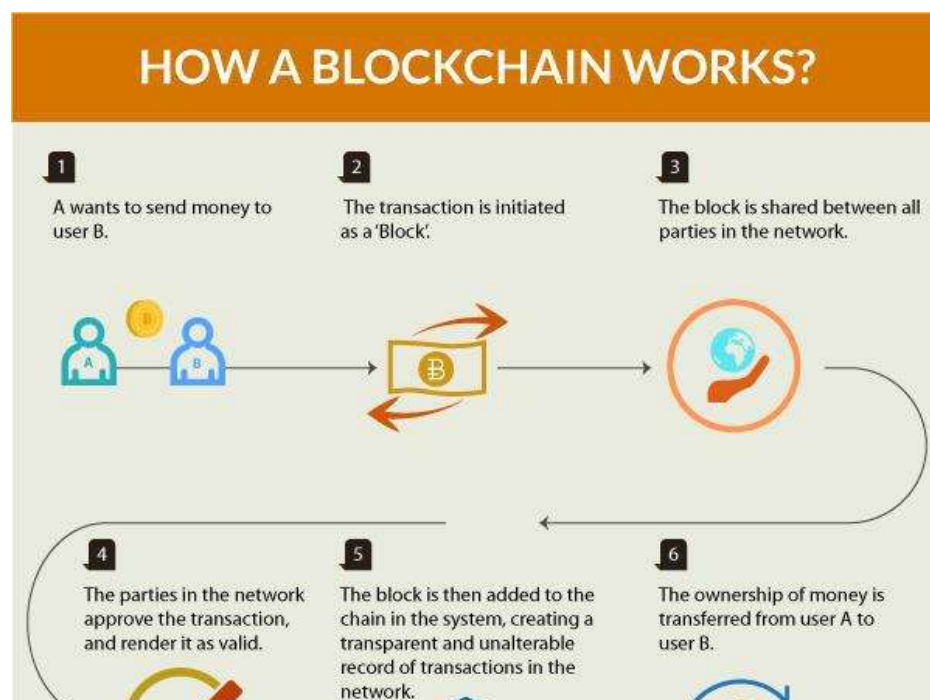 HOW A BLOCKCHAIN WORKS?
1
A wants to send money to
user B.
2
The transaction is initiated
as a 'Block'.
3
The block is shared between all
parties in the network.
A
B
B
4
The parties in the network
approve the transaction,
and render it as valid.
5
The block is then added to the
chain in the system, creating a
transparent and unalterable
record of transactions in the
network.
6
The ownership of money is
transferred from user A to
user B.